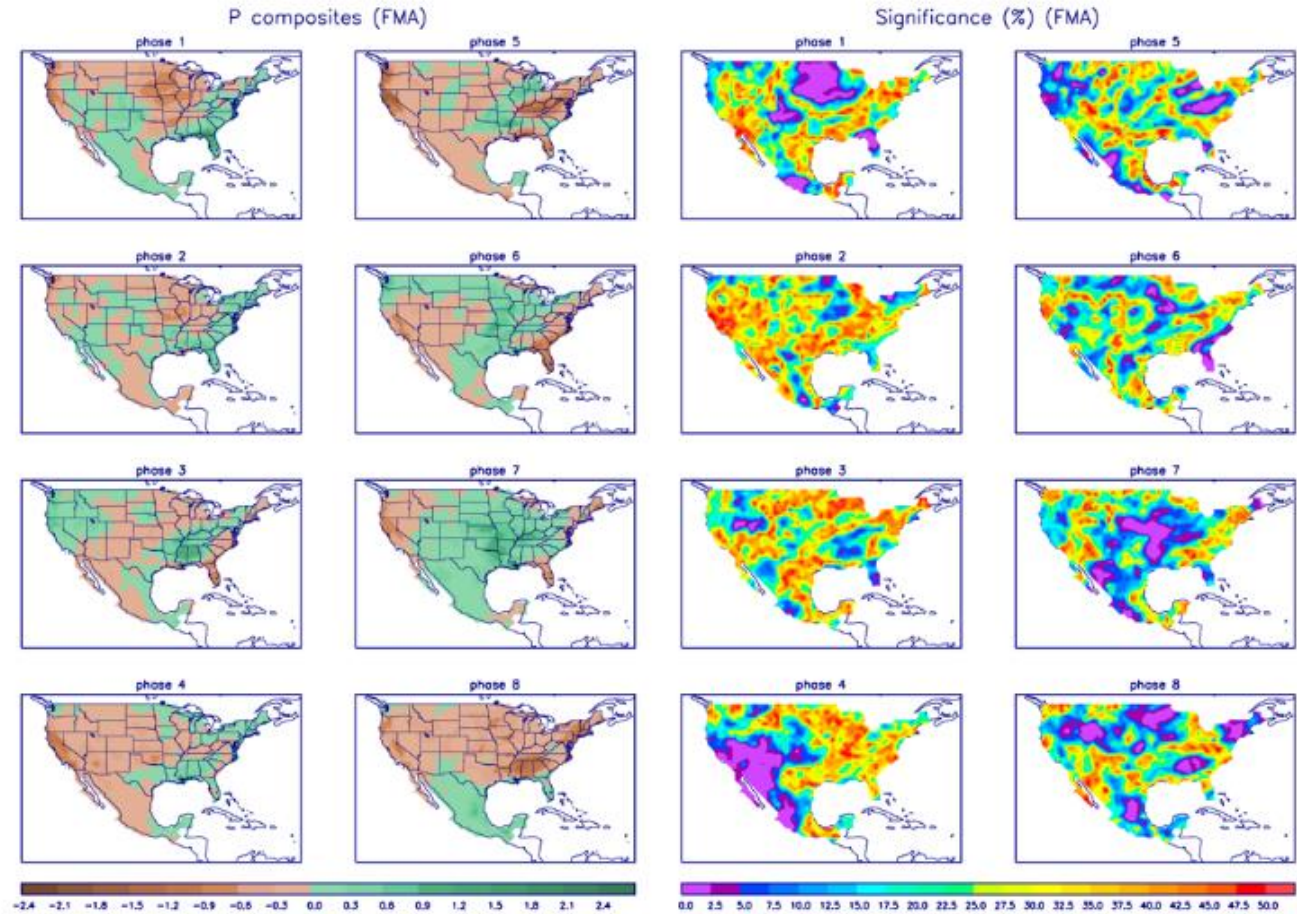 P composites (FMA)
Significance (%) (FMA)
phase 1
phase 5
phase 1
phase 5
phase 2
phase 6
phase 2
phase 6
phase 3
phase 7
phase 3
phase 7
phase 4
phase 8
phase 4
phase 8
−2.4 −2.1 −1.8 −1.5 −1.2 −0.9 −0.6 −0.3 0.0 0.3 0.6 0.9 1.2 1.5 1.8 2.1 2.4
0.0 2.5 5.0 7.5 10.0 12.5 15.0 17.5 20.0 22.5 25.0 27.5 30.0 32.5 35.0 37.5 40.0 42.5 45.0 47.5 50.0